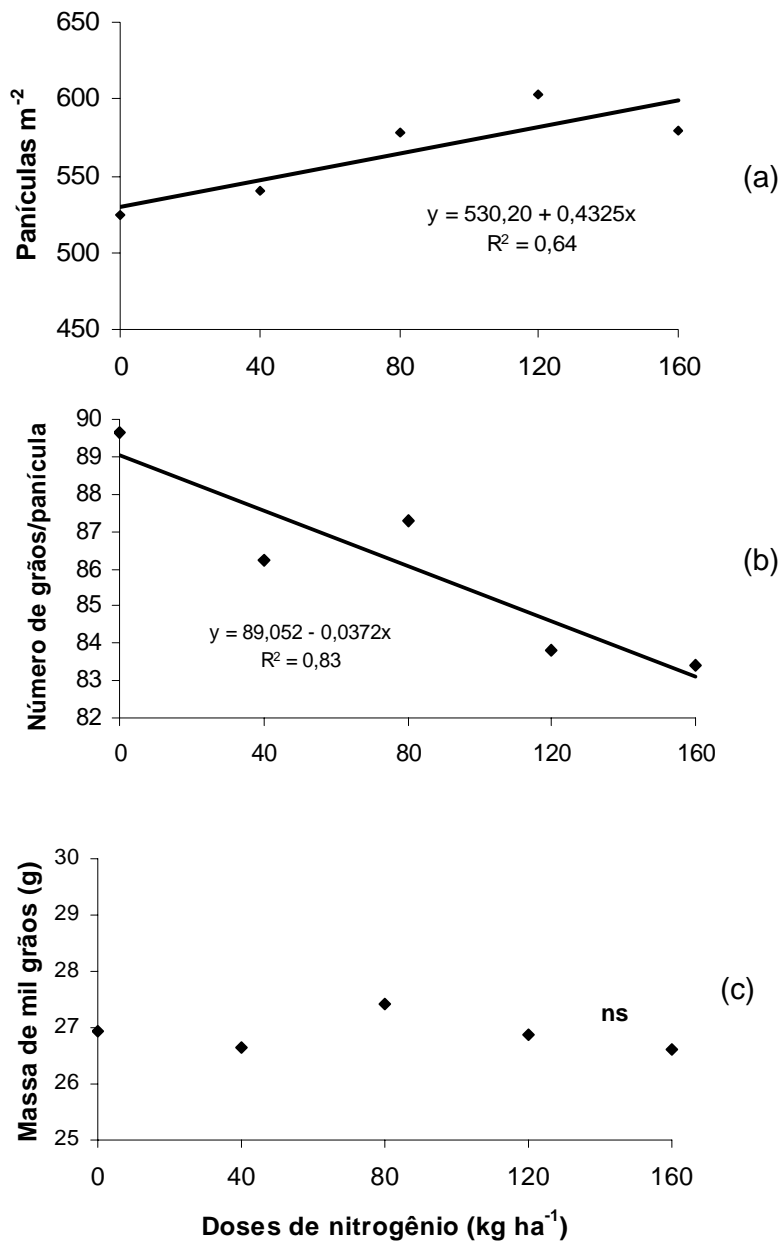 650
600
550
500
450
Panículas m⁻²
y = 530,20 + 0,4325x
R² = 0,64
(a)
0 40 80 120 160
90
89
88
87
86
85
84
83
82
Número de grãos/panícula
y = 89,052 - 0,0372x
R² = 0,83
(b)
0 40 80 120 160
30
29
28
27
26
25
Massa de mil grãos (g)
ns
(c)
0 40 80 120 160
Doses de nitrogênio (kg ha⁻¹)